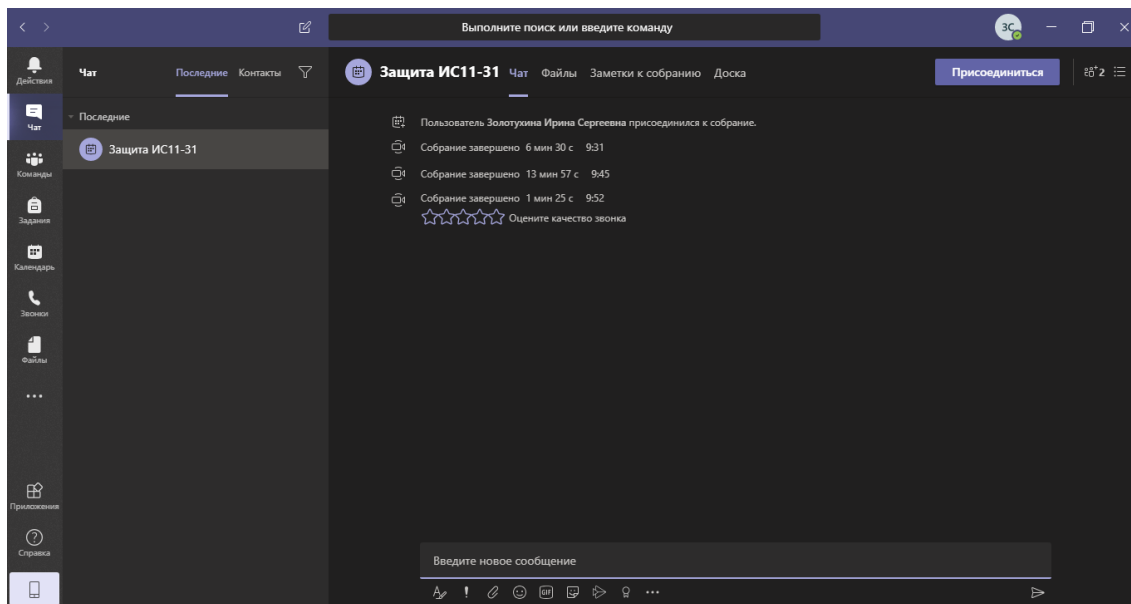 Выполните поиск или введите команду
ЗС
Действия
Чат
Команды
Задания
Календарь
Звонки
Файлы
Приложения
Справка
Чат Последние Контакты
Последние
Защита ИС11-31
Защита ИС11-31 Чат Файлы Заметки к собранию Доска Присоединиться 2
Пользователь Золотухина Ирина Сергеевна присоединился к собранию.
Собрание завершено 6 мин 30 с 9:31
Собрание завершено 13 мин 57 с 9:45
Собрание завершено 1 мин 25 с 9:52
Оцените качество звонка
Введите новое сообщение
GIF